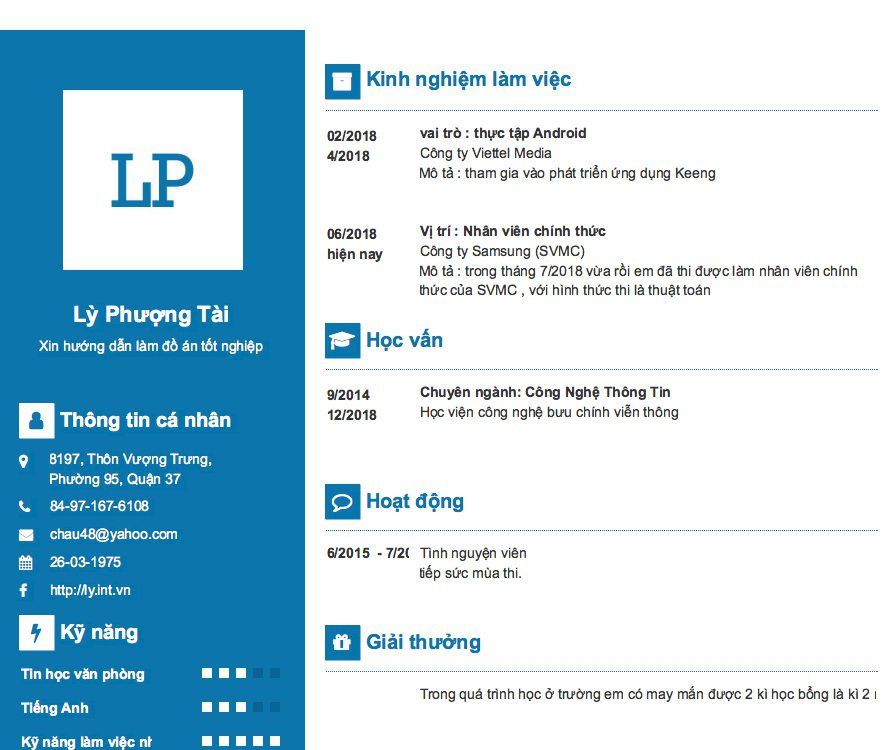 LP
Lỳ Phượng Tài
Xin hướng dẫn làm đồ án tốt nghiệp
Thông tin cá nhân
8197, Thôn Vượng Trưng,
Phường 95, Quận 37
84-97-167-6108
chau48@yahoo.com
26-03-1975
http://ly.int.vn
Kỹ năng
Tin học văn phòng
Tiếng Anh
Kỹ năng làm việc
Kinh nghiệm làm việc
02/2018
4/2018
vai trò : thực tập Android
Công ty Viettel Media
Mô tả : tham gia vào phát triển ứng dụng Keeng
06/2018
hiện nay
Vị trí : Nhân viên chính thức
Công ty Samsung (SVMC)
Mô tả : trong tháng 7/2018 vừa rồi em đã thi được làm nhân viên chính
thức của SVMC , với hình thức thi là thuật toán
Học vấn
9/2014
12/2018
Chuyên ngành: Công Nghệ Thông Tin
Học viện công nghệ bưu chính viễn thông
Hoạt động
6/2015 -
Tình nguyện viên
tiếp sức mùa thi.
Giải thưởng
Trong quá trình học ở trường em có may mắn được 2 kì học bổng là kì 2